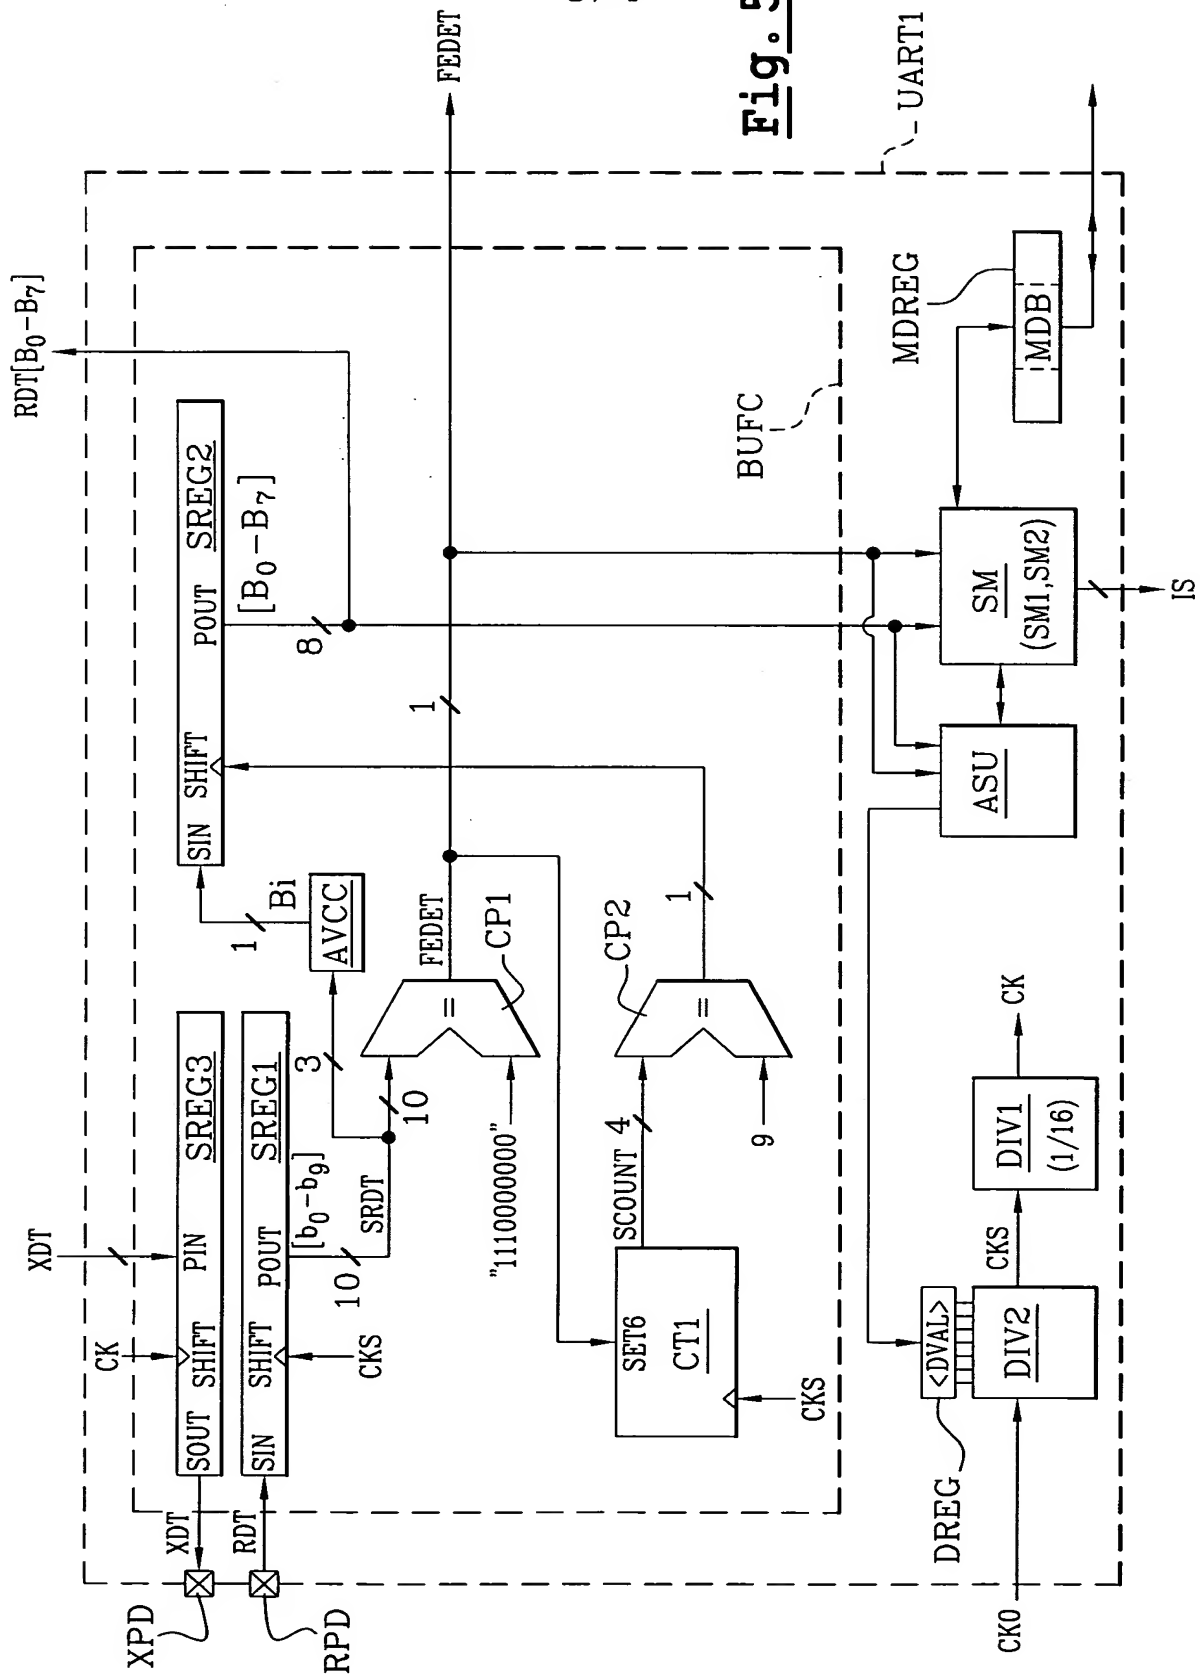 Fig. 5
UART1
FEDET
RDT[B0-B7]
BUFC
MDREG
MDB
SREG2
POUT
SHIFT
SIN
[B0-B7]
8
1
SM
(SM1,SM2)
IS
ASU
Bi
1
AVCC
FEDET
CP1
=
CP2
=
1
SREG3
PIN
SHIFT
SOUT
XDT
CK
SREG1
POUT
SHIFT
SIN
[b0-b9]
10
SRDT
3
10
CKS
"1110000000"
SCOUNT
4
9
SET6
CT1
CKS
CK
DIV1
(1/16)
CKS
<DVAL>
DIV2
DREG
CK0
XDT
RDT
XPD
RPD